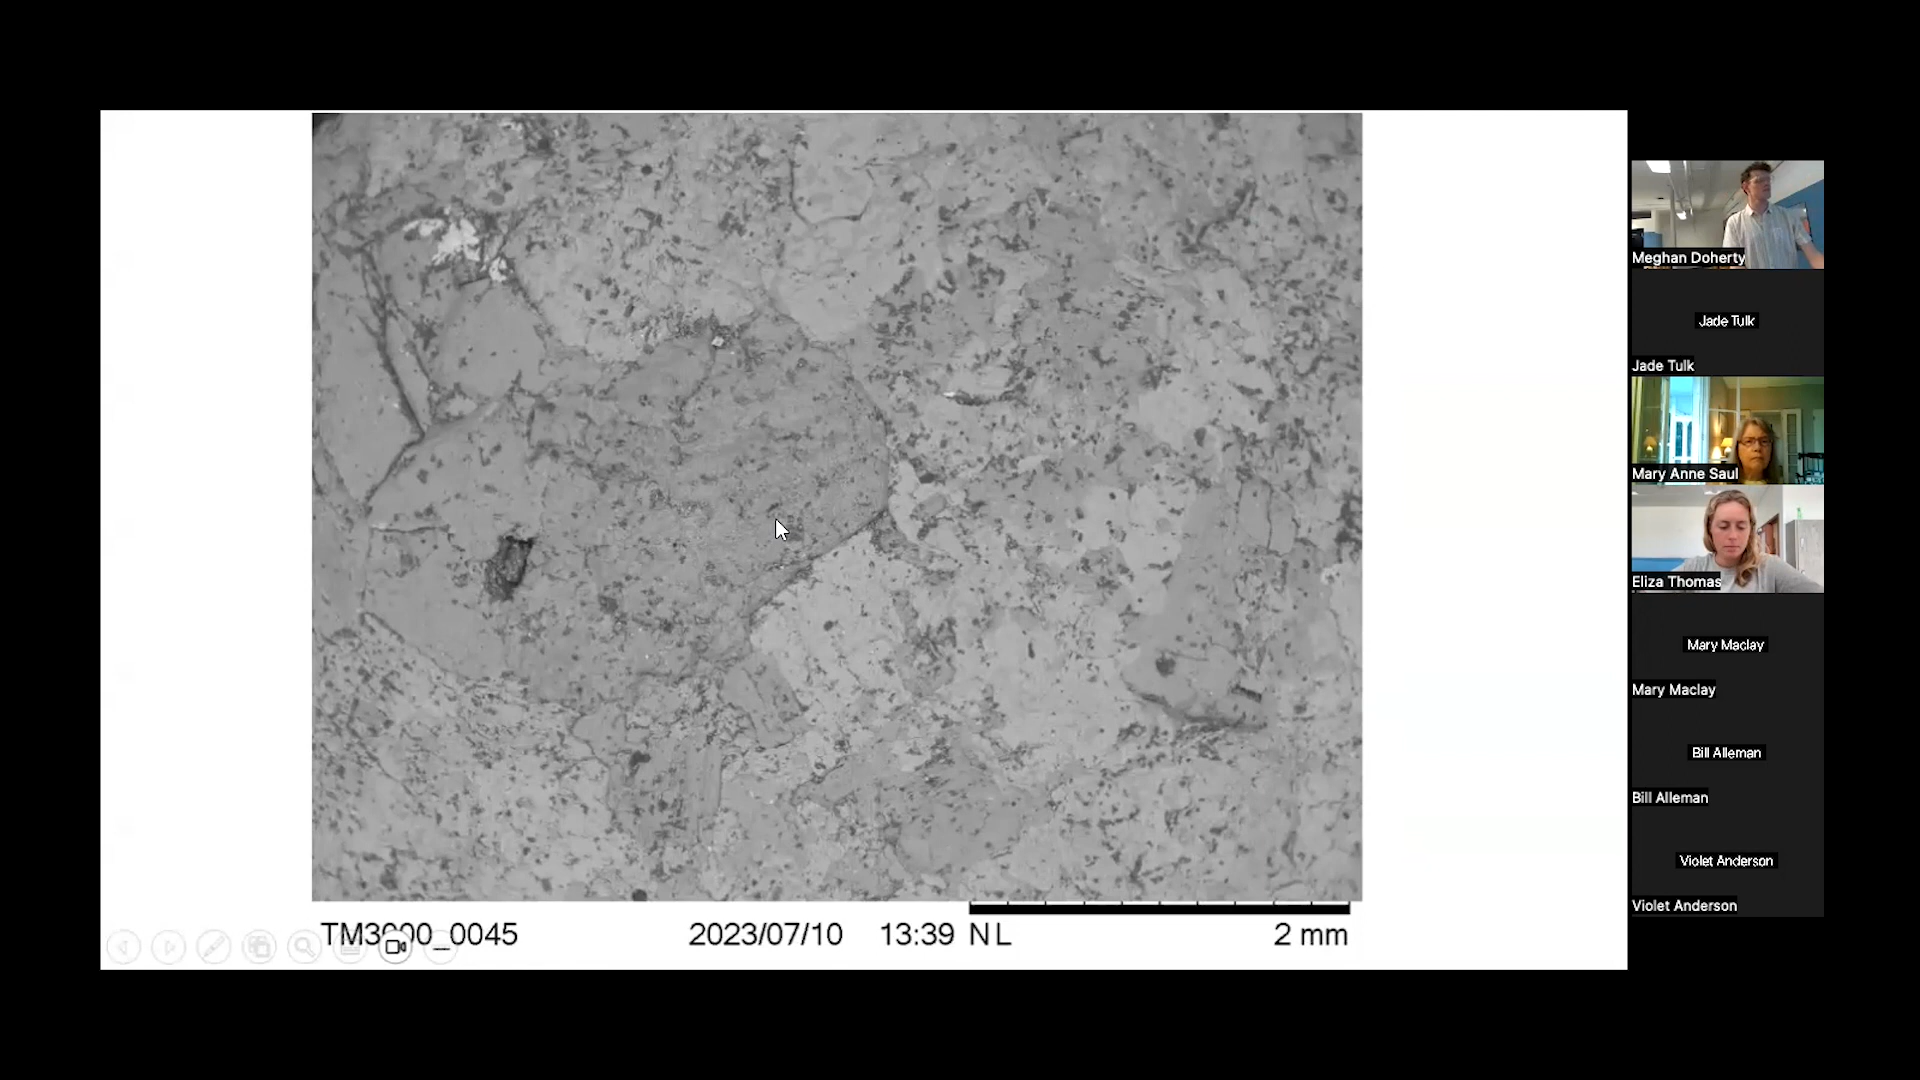 TM3000_0045 2023/07/10 13:39 NL 2 mm
Meghan Doherty
Jade Tulk
Jade Tulk
Mary Anne Saul
Eliza Thomas
Mary Maclay
Mary Maclay
Bill Alleman
Bill Alleman
Violet Anderson
Violet Anderson